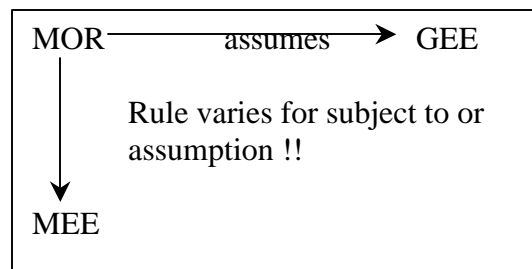 MOR assumes GEE
Rule varies for subject to or
assumption !!
MEE